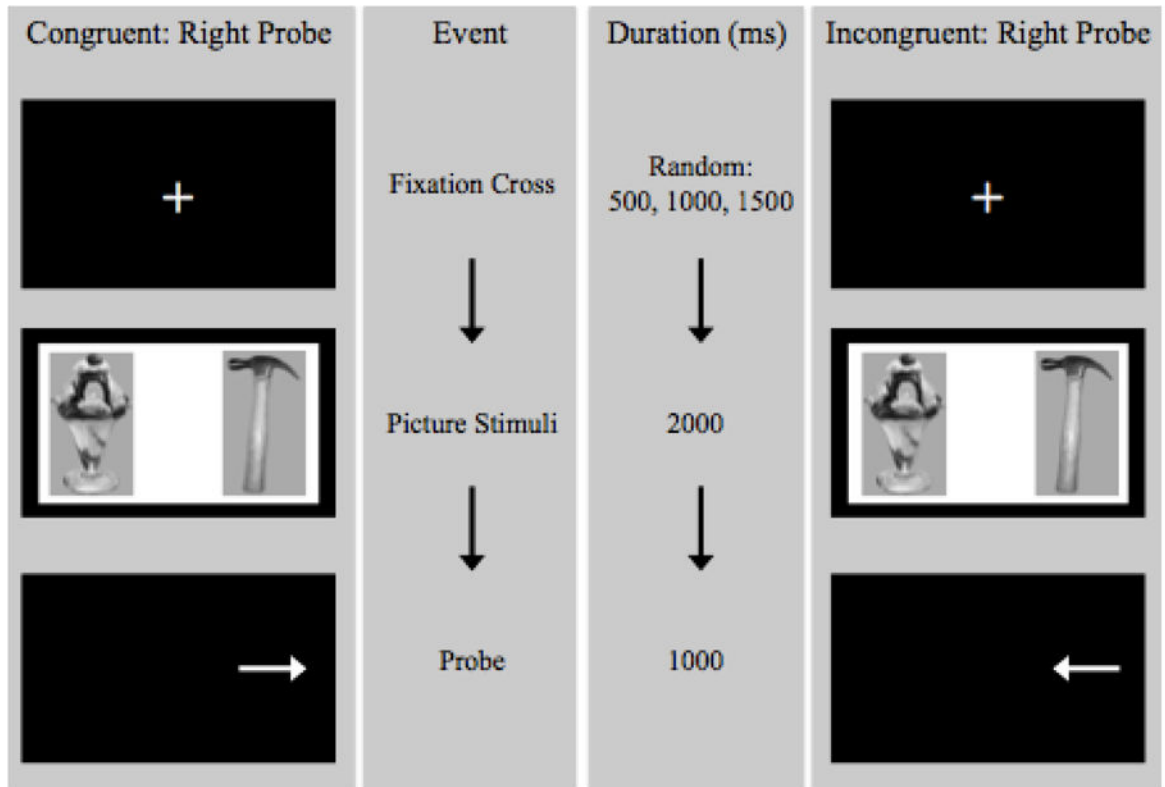 Congruent: Right Probe
Event
Duration (ms)
Incongruent: Right Probe
Fixation Cross
Random:
500, 1000, 1500
Picture Stimuli
2000
Probe
1000